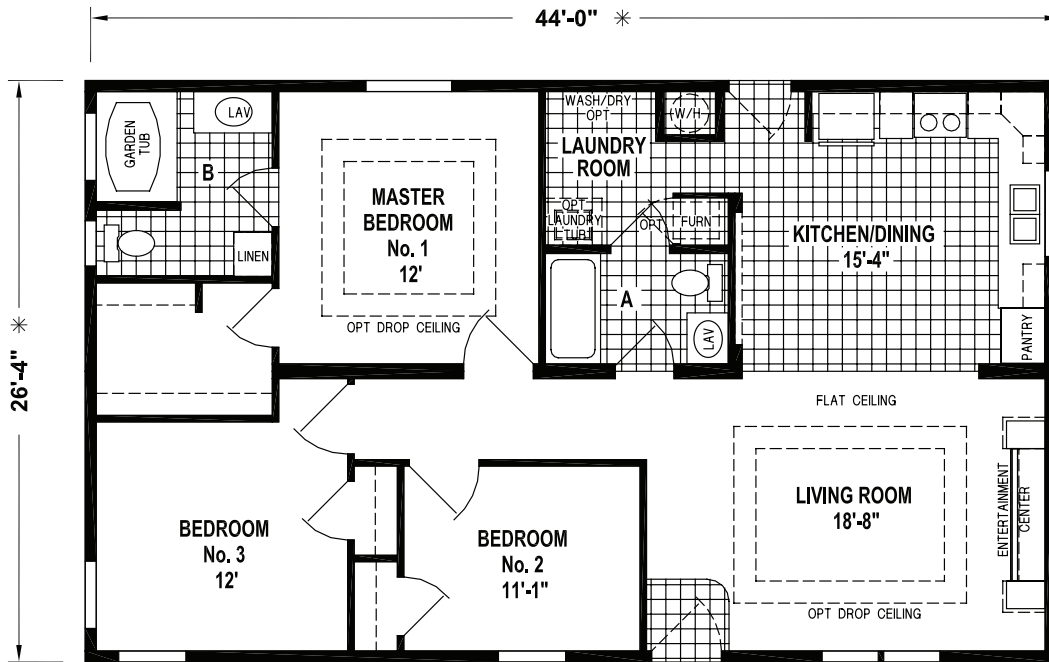 44'-0" ✳
26'-4" ✳
GARDEN
TUB
LAV
B
LINEN
MASTER
BEDROOM
No. 1
12'
OPT DROP CEILING
WASH/DRY
OPT
W/H
LAUNDRY
ROOM
OPT
LAUNDRY
TUB
OPT
FURN
A
LAV
KITCHEN/DINING
15'-4"
PANTRY
FLAT CEILING
LIVING ROOM
18'-8"
OPT DROP CEILING
ENTERTAINMENT
CENTER
BEDROOM
No. 3
12'
BEDROOM
No. 2
11'-1"